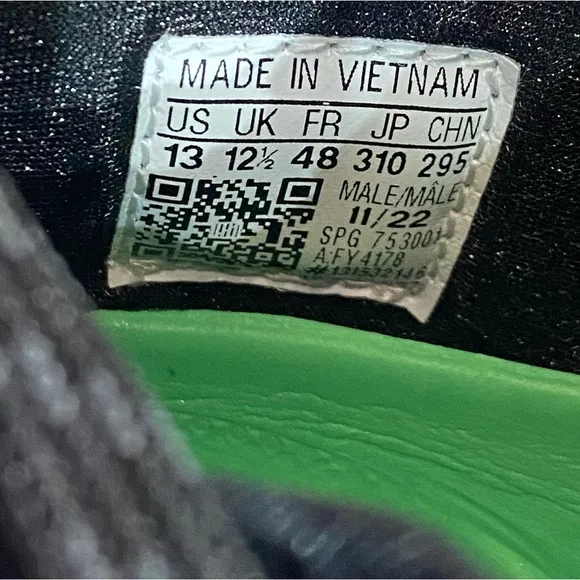 MADE IN VIETNAM
US UK FR JP CHN
13 12½ 48 310 295
MALE/MÂLE
11/22
SPG 753001
A:FY4178